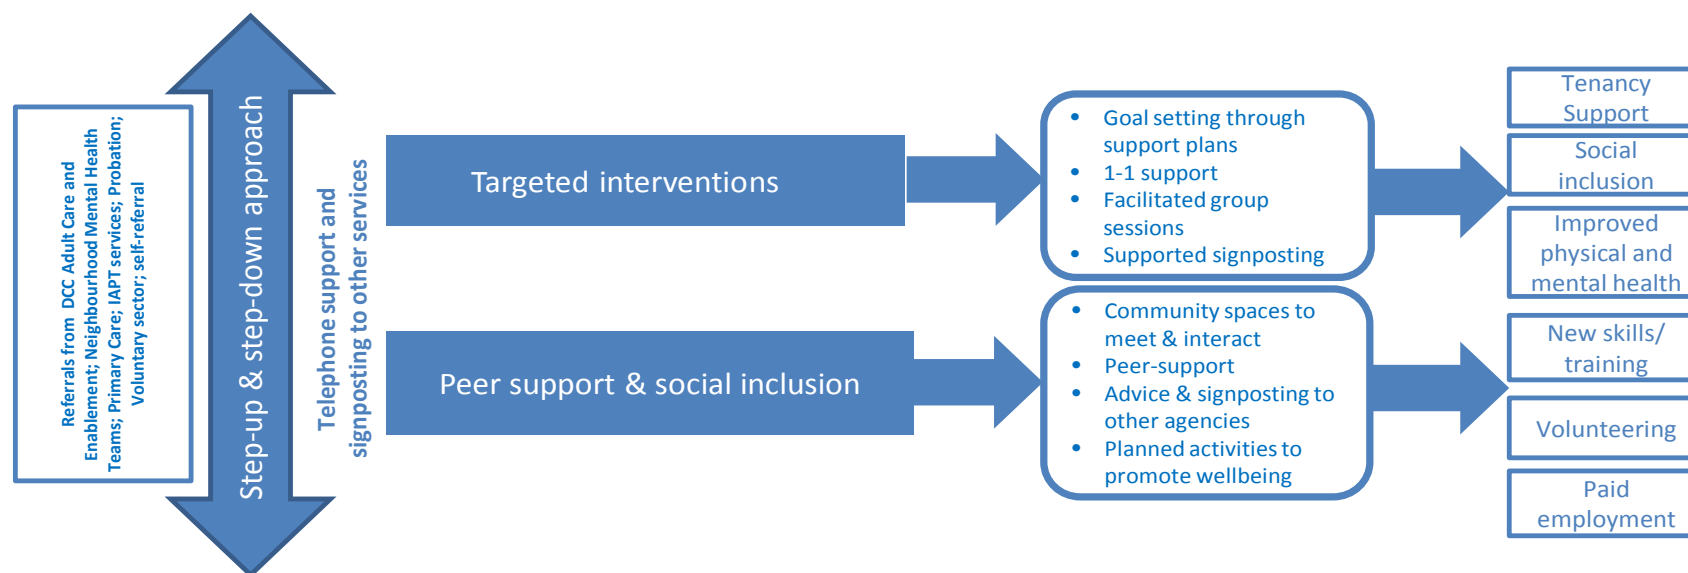 Referrals from DCC Adult Care and
Enablement; Neighbourhood Mental Health
Teams; Primary Care; IAPT services; Probation;
Voluntary sector; self-referral
Step-up & step-down approach
Telephone support and
signposting to other services
Targeted interventions
• Goal setting through
support plans
• 1-1 support
• Facilitated group
sessions
• Supported signposting
Peer support & social inclusion
• Community spaces to
meet & interact
• Peer-support
• Advice & signposting to
other agencies
• Planned activities to
promote wellbeing
Tenancy
Support
Social
inclusion
Improved
physical and
mental health
New skills/
training
Volunteering
Paid
employment